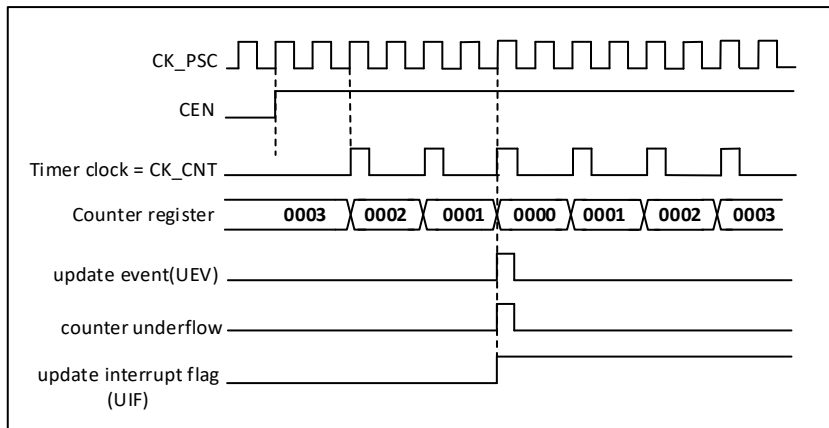 CK_PSC
CEN
Timer clock = CK_CNT
Counter register 0003 0002 0001 0000 0001 0002 0003
update event(UEV)
counter underflow
update interrupt flag
(UIF)